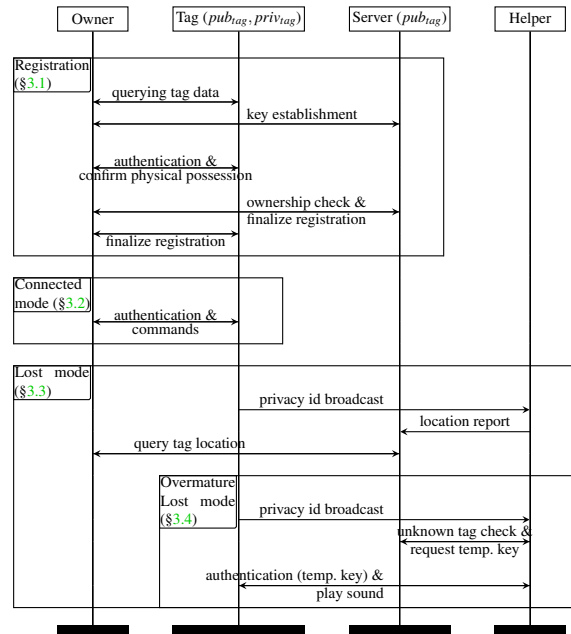 Owner
Tag (pub_tag, priv_tag)
Server (pub_tag)
Helper
Registration
(§3.1)
querying tag data
key establishment
authentication &
confirm physical possession
ownership check &
finalize registration
finalize registration
Connected
mode (§3.2)
authentication &
commands
Lost mode
(§3.3)
privacy id broadcast
location report
query tag location
Overmature
Lost mode
(§3.4)
privacy id broadcast
unknown tag check &
request temp. key
authentication (temp. key) &
play sound